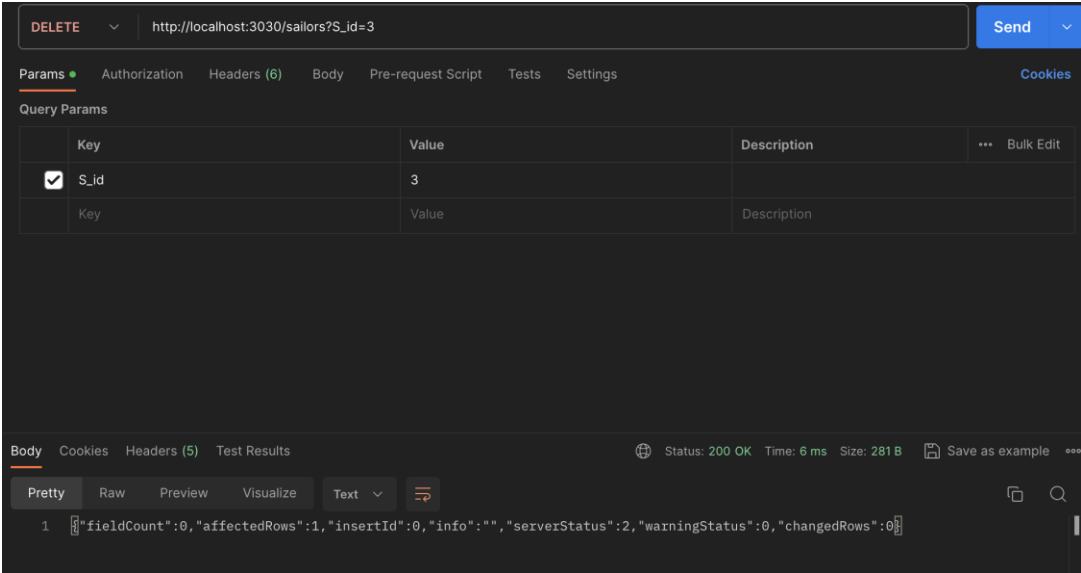 DELETE http://localhost:3030/sailors?S_id=3 Send
Params Authorization Headers (6) Body Pre-request Script Tests Settings Cookies
Query Params
Key Value Description ••• Bulk Edit
S_id 3
Key Value Description
Body Cookies Headers (5) Test Results Status: 200 OK Time: 6 ms Size: 281 B Save as example
Pretty Raw Preview Visualize Text
1 {"fieldCount":0,"affectedRows":1,"insertId":0,"info":"","serverStatus":2,"warningStatus":0,"changedRows":0}